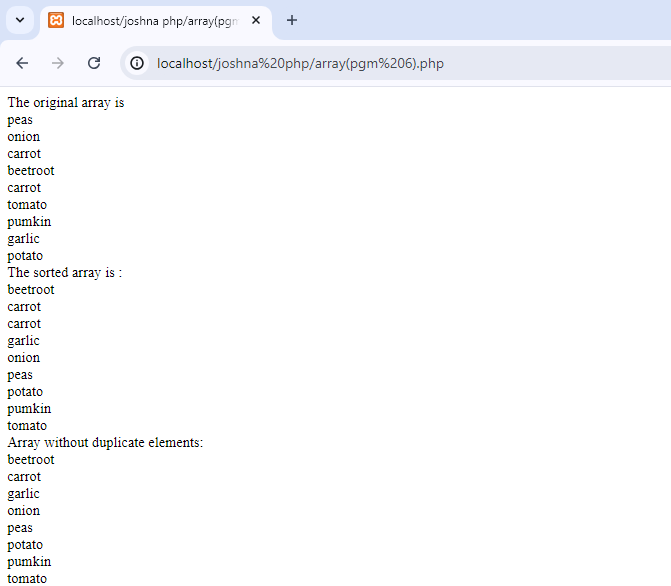 localhost/joshna php/array(pgm
localhost/joshna%20php/array(pgm%206).php
The original array is
peas
onion
carrot
beetroot
carrot
tomato
pumkin
garlic
potato
The sorted array is :
beetroot
carrot
carrot
garlic
onion
peas
potato
pumkin
tomato
Array without duplicate elements:
beetroot
carrot
garlic
onion
peas
potato
pumkin
tomato